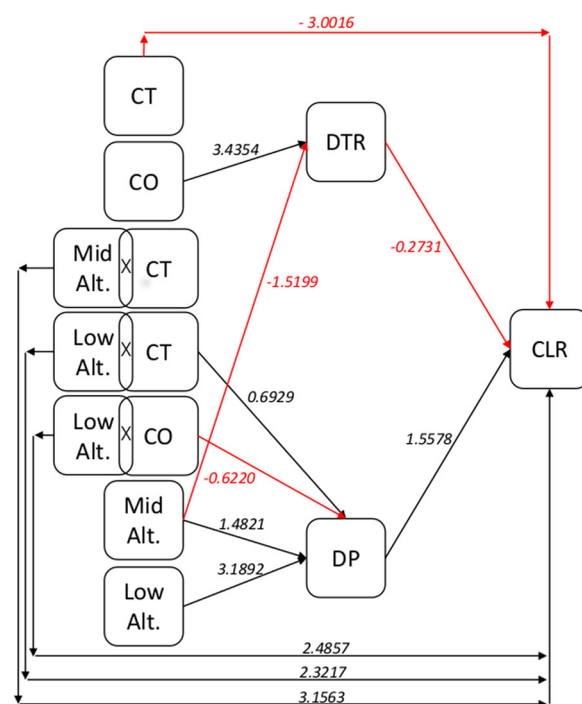 - 3.0016
CT
DTR
CO
3.4354
Mid
Alt.
X
CT
-0.2731
-1.5199
Low
Alt.
X
CT
CLR
0.6929
Low
Alt.
X
CO
1.5578
-0.6220
Mid
Alt.
1.4821
DP
3.1892
Low
Alt.
2.4857
2.3217
3.1563